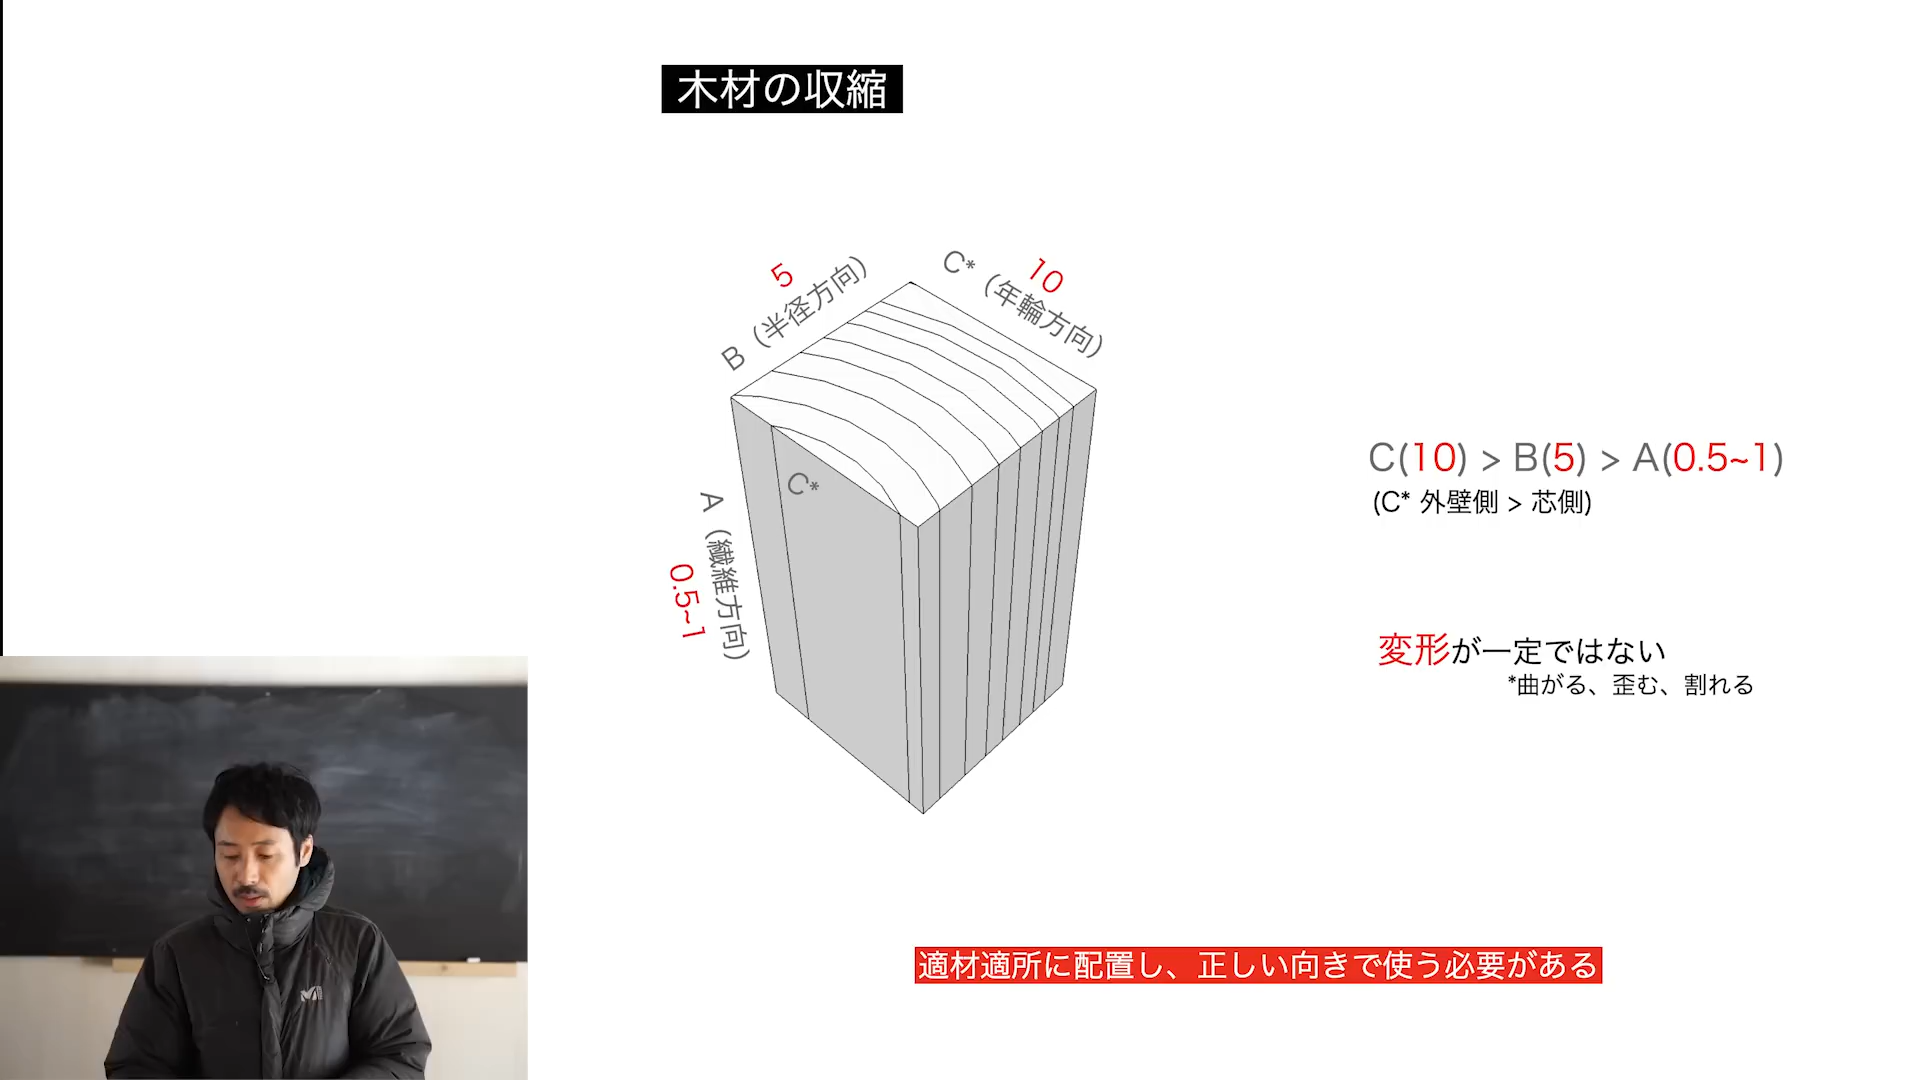 木材の収縮
5
B（半径方向）
C*（年輪方向）
10
C*
A（繊維方向）
0.5~1
C(10) > B(5) > A(0.5~1)
(C* 外壁側 > 芯側)
変形が一定ではない
*曲がる、歪む、割れる
適材適所に配置し、正しい向きで使う必要がある
M